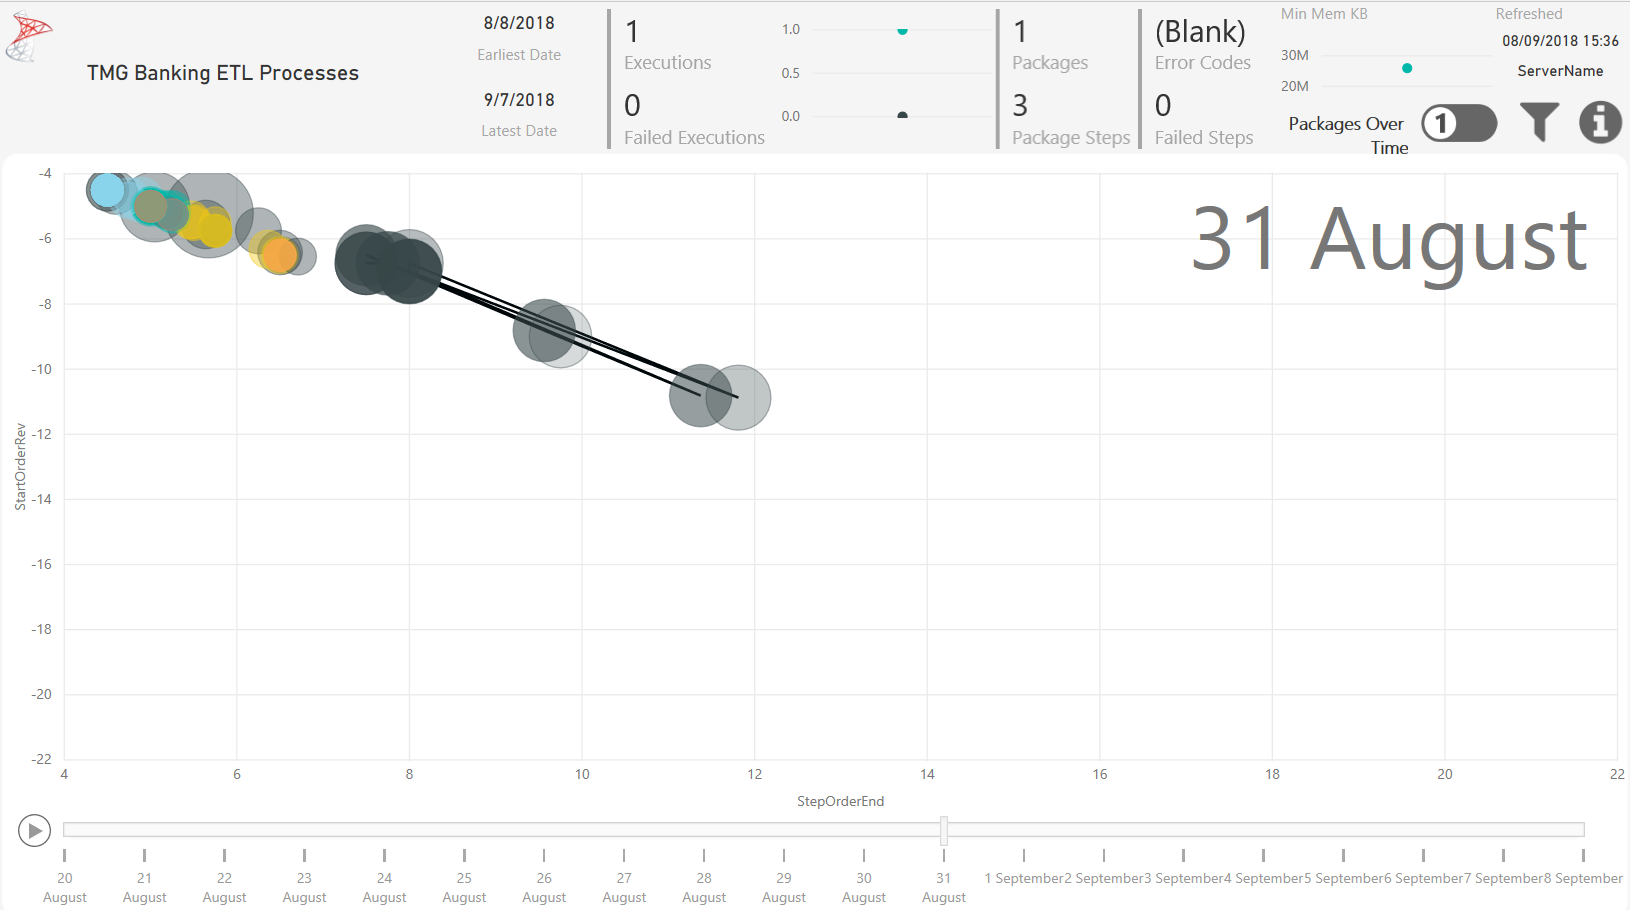 TMG Banking ETL Processes
8/8/2018
Earliest Date
9/7/2018
Latest Date
1
Executions
0
Failed Executions
1.0
0.5
0.0
1
Packages
3
Package Steps
(Blank)
Error Codes
0
Failed Steps
Min Mem KB
30M
20M
Refreshed
08/09/2018 15:36
ServerName
Packages Over
Time
1
31 August
StartOrderRev
-4
-6
-8
-10
-12
-14
-16
-18
-20
-22
4 6 8 10 12 14 16 18 20 22
StepOrderEnd
20 August
21 August
22 August
23 August
24 August
25 August
26 August
27 August
28 August
29 August
30 August
31 August
1 September
2 September
3 September
4 September
5 September
6 September
7 September
8 September